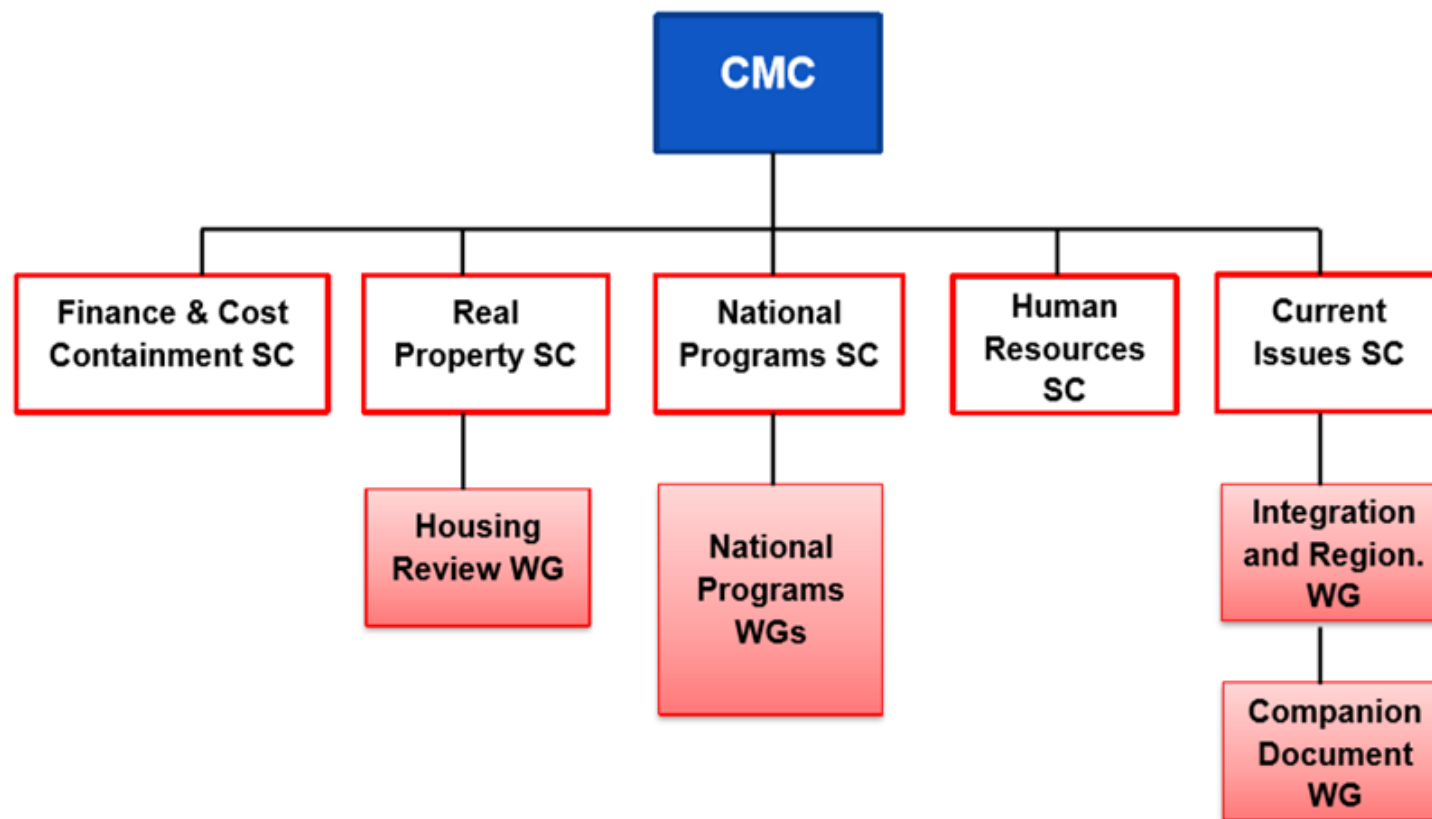 CMC
Finance & Cost
Containment SC
Real
Property SC
National
Programs SC
Human
Resources
SC
Current
Issues SC
Housing
Review WG
National
Programs
WGs
Integration
and Region.
WG
Companion
Document
WG